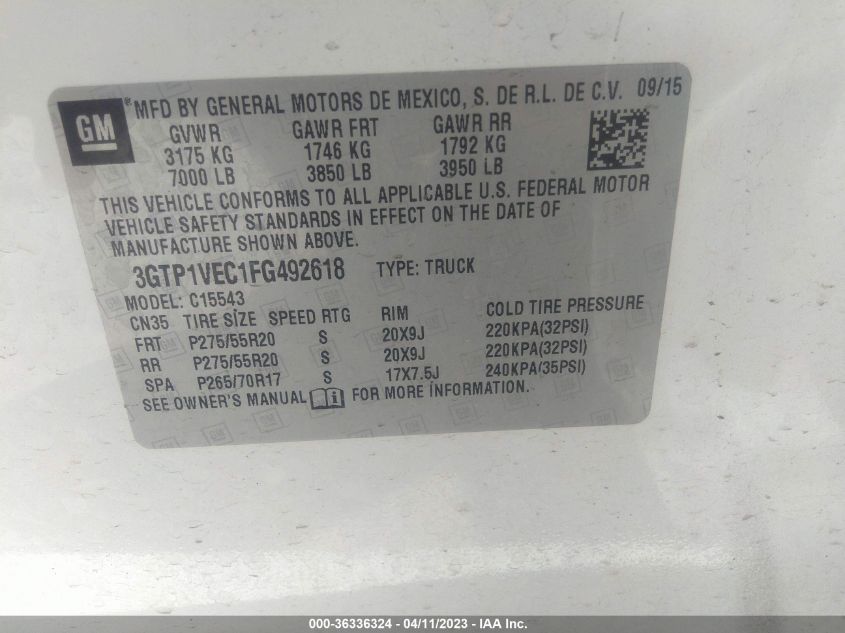 GM ® MFD BY GENERAL MOTORS DE MEXICO, S. DE R.L. DE C.V. 09/15
GVWR GAWR FRT GAWR RR
3175 KG 1746 KG 1792 KG
7000 LB 3850 LB 3950 LB
THIS VEHICLE CONFORMS TO ALL APPLICABLE U.S. FEDERAL MOTOR
VEHICLE SAFETY STANDARDS IN EFFECT ON THE DATE OF
MANUFACTURE SHOWN ABOVE.
3GTP1VEC1FG492618 TYPE: TRUCK
MODEL: C15543
CN35 TIRE SIZE SPEED RTG RIM COLD TIRE PRESSURE
FRT P275/55R20 S 20X9J 220KPA(32PSI)
RR P275/55R20 S 20X9J 220KPA(32PSI)
SPA P265/70R17 S 17X7.5J 240KPA(35PSI)
SEE OWNER'S MANUAL FOR MORE INFORMATION.
000-36336324 - 04/11/2023 - IAA Inc.